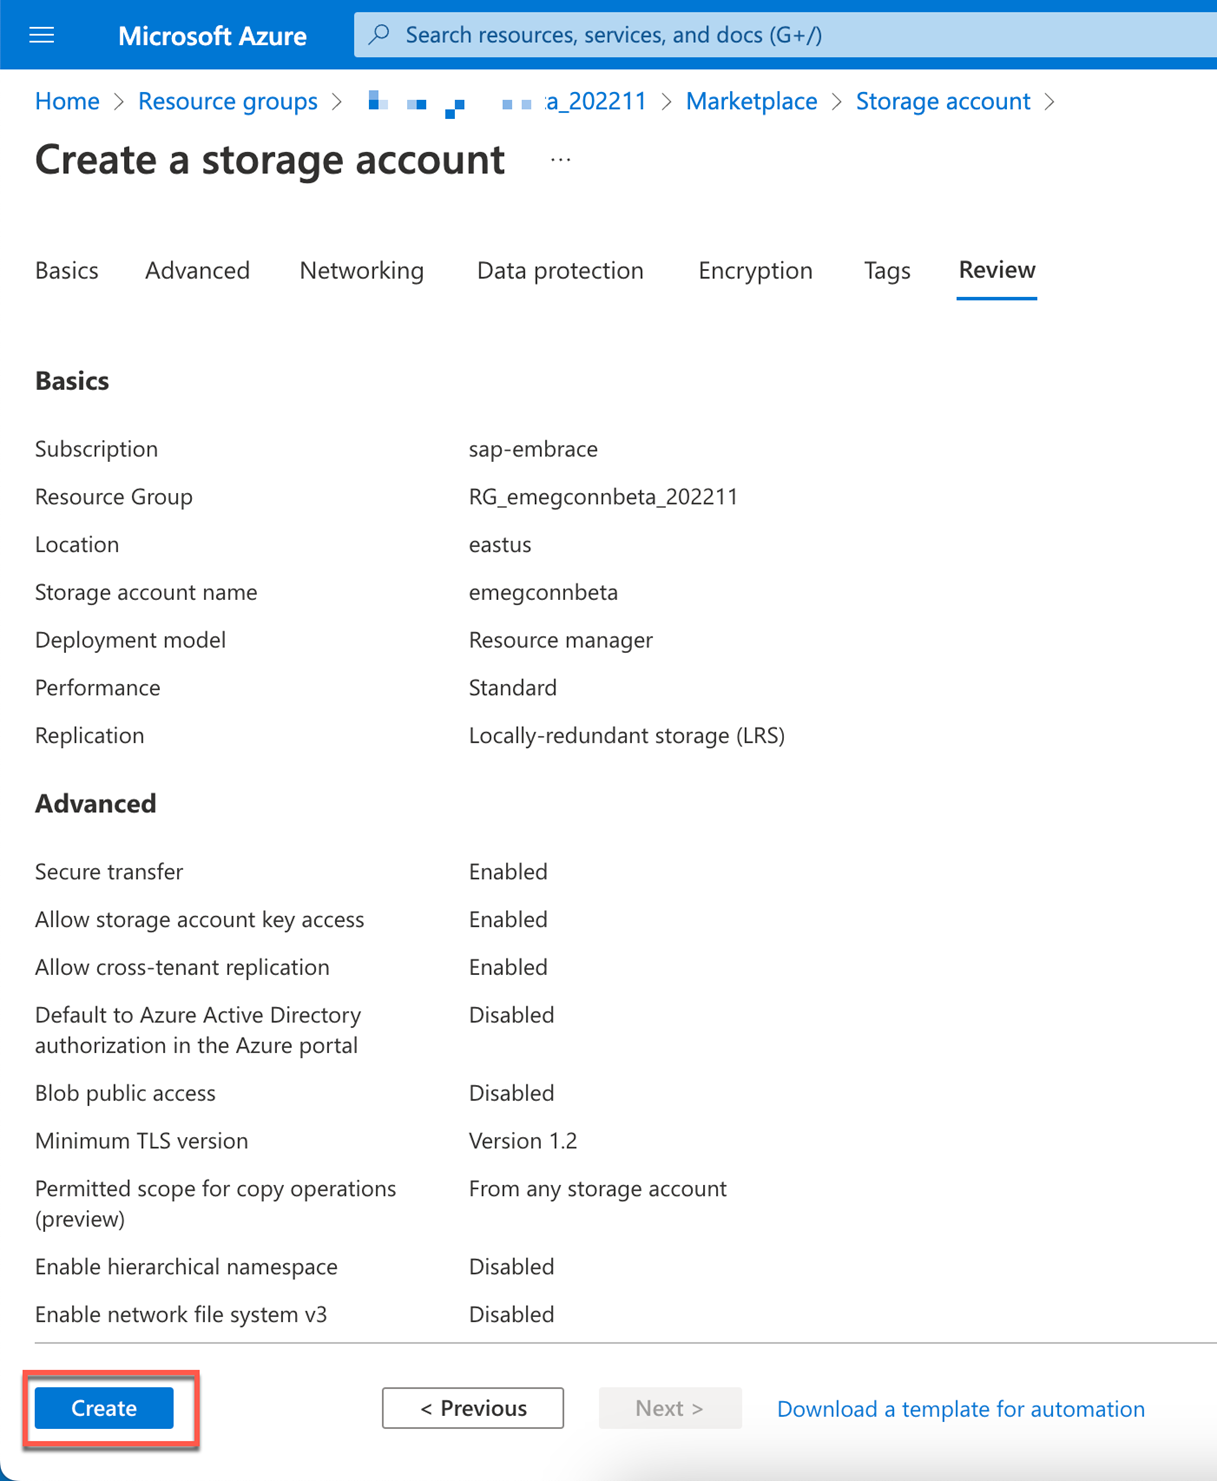 Microsoft Azure
Search resources, services, and docs (G+/)
Home > Resource groups > a_202211 > Marketplace > Storage account >
Create a storage account ...
Basics Advanced Networking Data protection Encryption Tags Review
Basics
Subscription sap-embrace
Resource Group RG_emegconnbeta_202211
Location eastus
Storage account name emegconnbeta
Deployment model Resource manager
Performance Standard
Replication Locally-redundant storage (LRS)
Advanced
Secure transfer Enabled
Allow storage account key access Enabled
Allow cross-tenant replication Enabled
Default to Azure Active Directory Disabled
authorization in the Azure portal
Blob public access Disabled
Minimum TLS version Version 1.2
Permitted scope for copy operations From any storage account
(preview)
Enable hierarchical namespace Disabled
Enable network file system v3 Disabled
Create < Previous Next > Download a template for automation